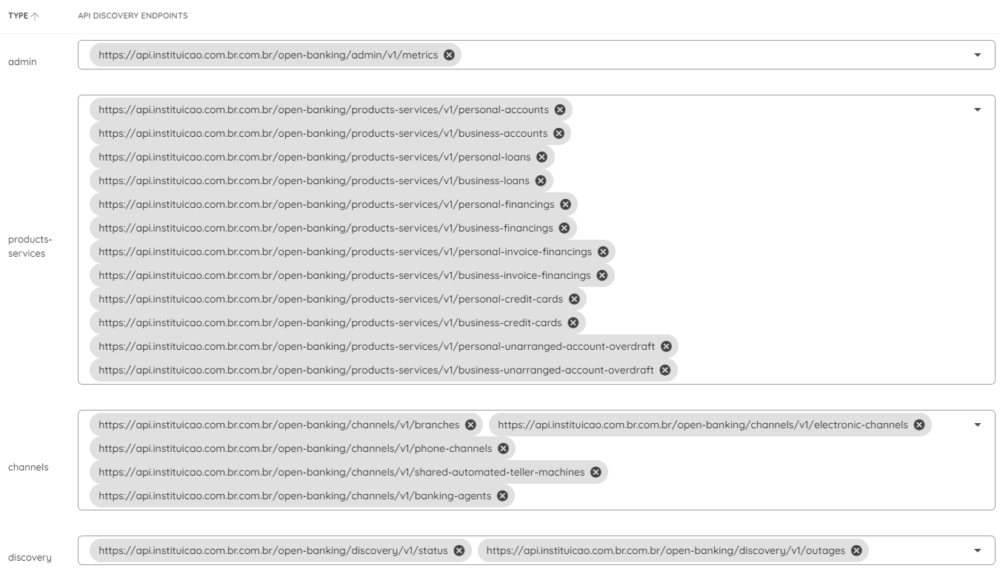 TYPE API DISCOVERY ENDPOINTS
admin
https://api.instituicao.com.br.com.br/open-banking/admin/v1/metrics
products-
services
https://api.instituicao.com.br.com.br/open-banking/products-services/v1/personal-accounts
https://api.instituicao.com.br.com.br/open-banking/products-services/v1/business-accounts
https://api.instituicao.com.br.com.br/open-banking/products-services/v1/personal-loans
https://api.instituicao.com.br.com.br/open-banking/products-services/v1/business-loans
https://api.instituicao.com.br.com.br/open-banking/products-services/v1/personal-financings
https://api.instituicao.com.br.com.br/open-banking/products-services/v1/business-financings
https://api.instituicao.com.br.com.br/open-banking/products-services/v1/personal-invoice-financings
https://api.instituicao.com.br.com.br/open-banking/products-services/v1/business-invoice-financings
https://api.instituicao.com.br.com.br/open-banking/products-services/v1/personal-credit-cards
https://api.instituicao.com.br.com.br/open-banking/products-services/v1/business-credit-cards
https://api.instituicao.com.br.com.br/open-banking/products-services/v1/personal-unarranged-account-overdraft
https://api.instituicao.com.br.com.br/open-banking/products-services/v1/business-unarranged-account-overdraft
channels
https://api.instituicao.com.br.com.br/open-banking/channels/v1/branches https://api.instituicao.com.br.com.br/open-banking/channels/v1/electronic-channels
https://api.instituicao.com.br.com.br/open-banking/channels/v1/phone-channels
https://api.instituicao.com.br.com.br/open-banking/channels/v1/shared-automated-teller-machines
https://api.instituicao.com.br.com.br/open-banking/channels/v1/banking-agents
discovery
https://api.instituicao.com.br.com.br/open-banking/discovery/v1/status https://api.instituicao.com.br.com.br/open-banking/discovery/v1/outages